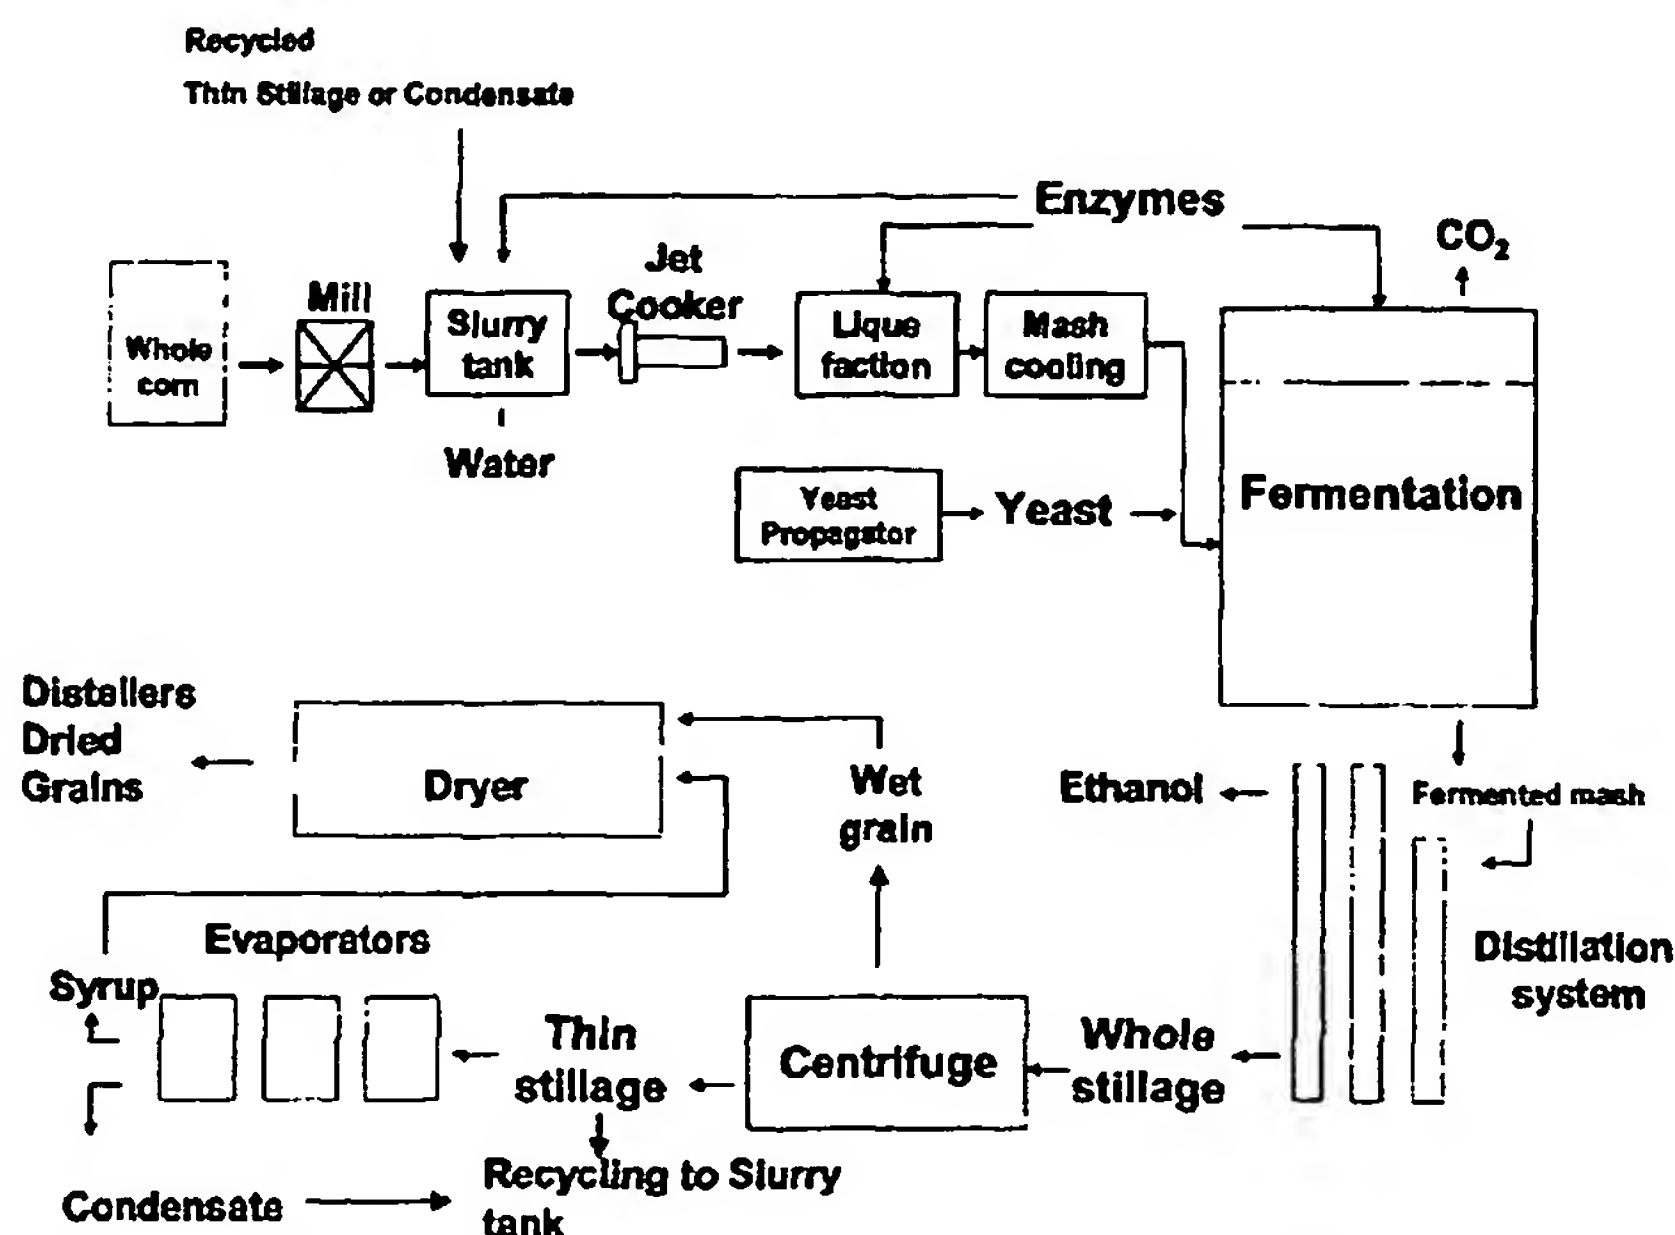 Recycled
Thin Stillage or Condensate
Enzymes
CO₂
Jet
Cooker
Mill
Whole
corn
Slurry
tank
Lique
faction
Mash
cooling
Water
Yeast
Propagator
Yeast
Fermentation
Distellers
Dried
Grains
Dryer
Wet
grain
Ethanol
Fermented mash
Distillation
system
Evaporators
Syrup
Thin
stillage
Centrifuge
Whole
stillage
Condensate
Recycling to Slurry
tank